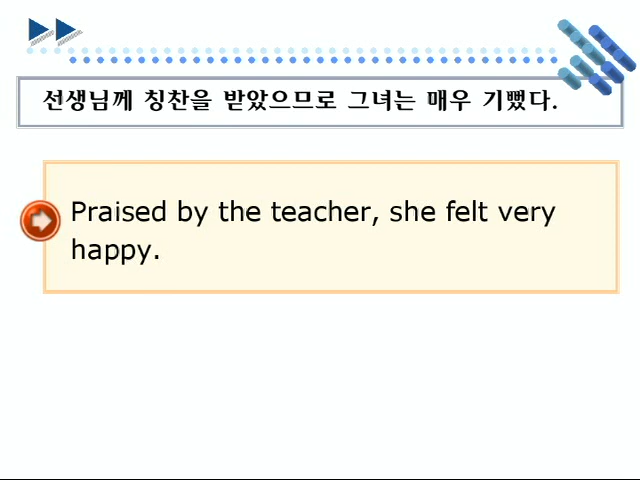 선생님께 칭찬을 받았으므로 그녀는 매우 기뻤다.
Praised by the teacher, she felt very
happy.